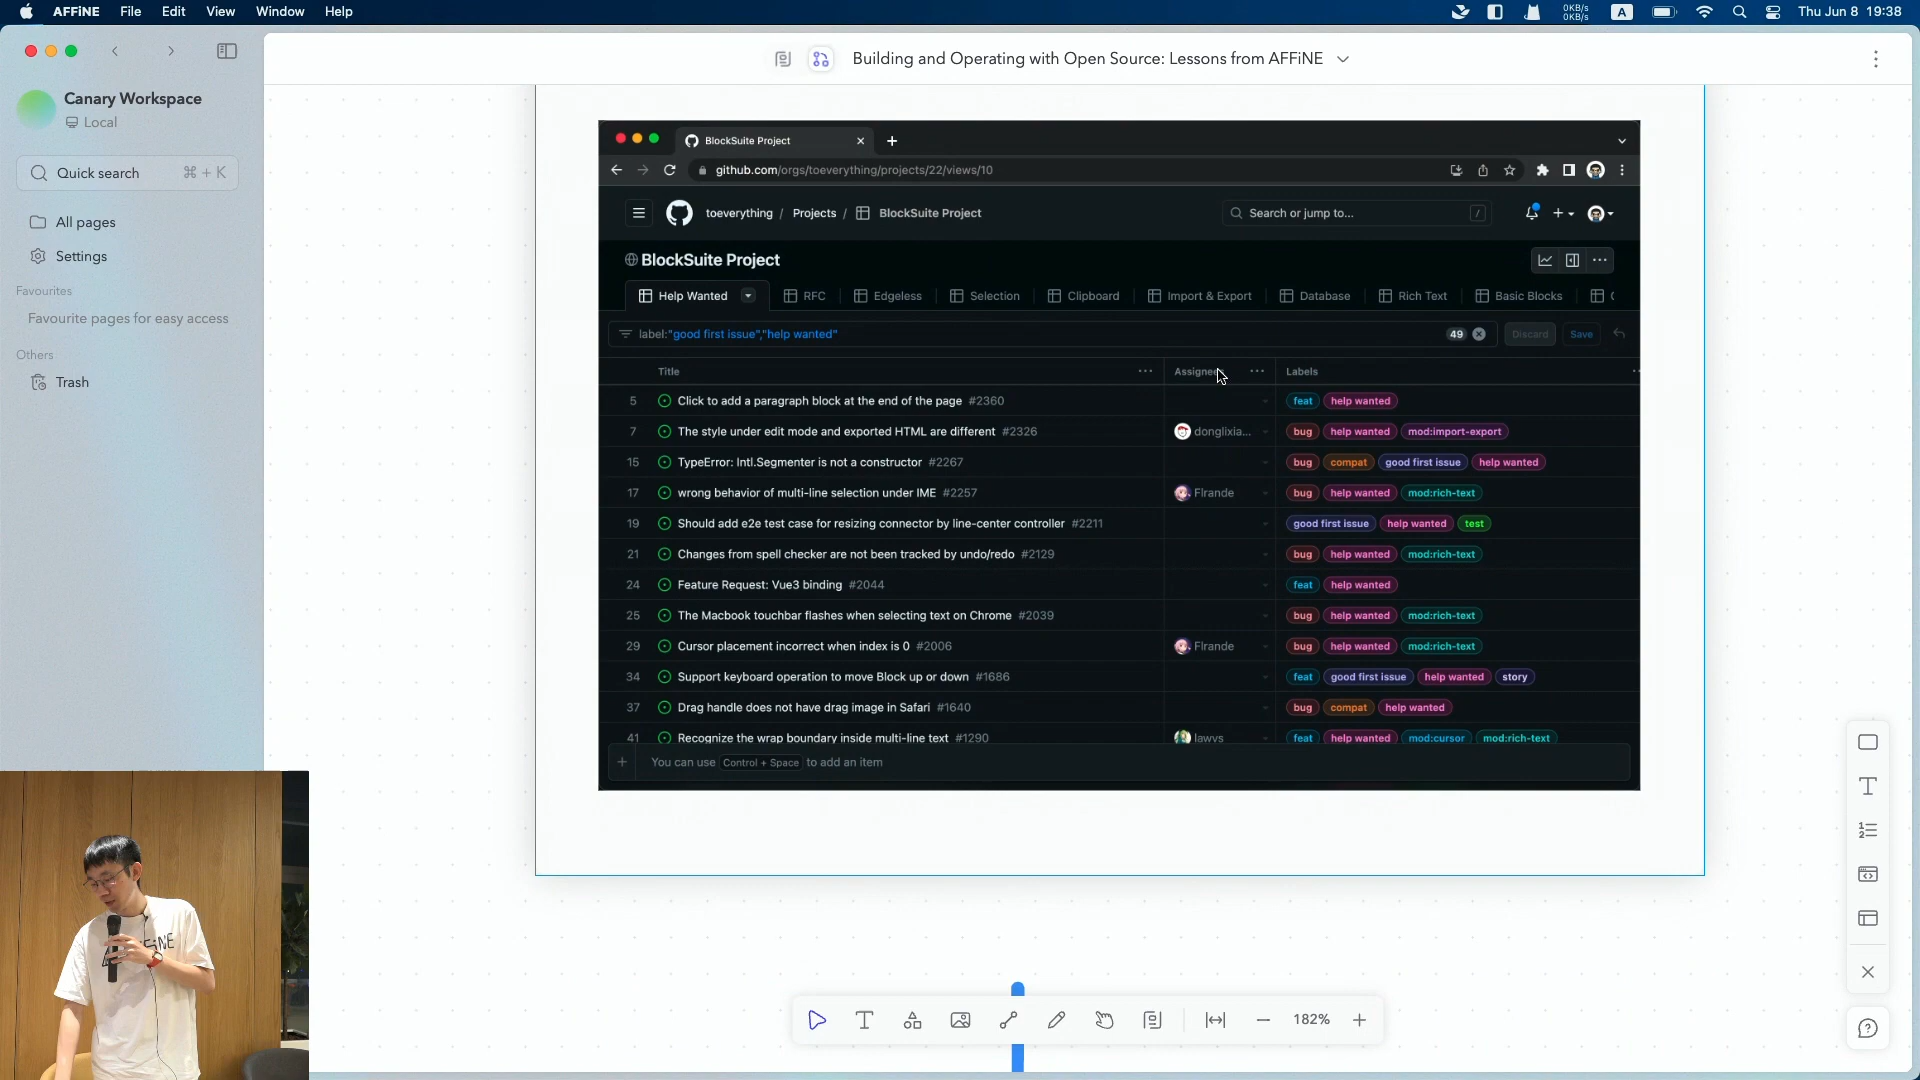 AFFiNE File Edit View Window Help
0KB/s
0KB/s
A
Thu Jun 8 19:38
Building and Operating with Open Source: Lessons from AFFiNE
Canary Workspace
Local
Quick search ⌘ + K
All pages
Settings
Favourites
Favourite pages for easy access
Others
Trash
BlockSuite Project
github.com/orgs/toeverything/projects/22/views/10
toeverything / Projects / BlockSuite Project
Search or jump to... /
BlockSuite Project
Help Wanted RFC Edgeless Selection Clipboard Import & Export Database Rich Text Basic Blocks
label:"good first issue","help wanted" 49 Discard Save
Title Assignees Labels
5 Click to add a paragraph block at the end of the page #2360 feat help wanted
7 The style under edit mode and exported HTML are different #2326 donglixia... bug help wanted mod:import-export
15 TypeError: Intl.Segmenter is not a constructor #2267 bug compat good first issue help wanted
17 wrong behavior of multi-line selection under IME #2257 Flrande bug help wanted mod:rich-text
19 Should add e2e test case for resizing connector by line-center controller #2211 good first issue help wanted test
21 Changes from spell checker are not been tracked by undo/redo #2129 bug help wanted mod:rich-text
24 Feature Request: Vue3 binding #2044 feat help wanted
25 The Macbook touchbar flashes when selecting text on Chrome #2039 bug help wanted mod:rich-text
29 Cursor placement incorrect when index is 0 #2006 Flrande bug help wanted mod:rich-text
34 Support keyboard operation to move Block up or down #1686 feat good first issue help wanted story
37 Drag handle does not have drag image in Safari #1640 bug compat help wanted
41 Recognize the wrap boundary inside multi-line text #1290 lawvs feat help wanted mod:cursor mod:rich-text
You can use Control + Space to add an item
182%